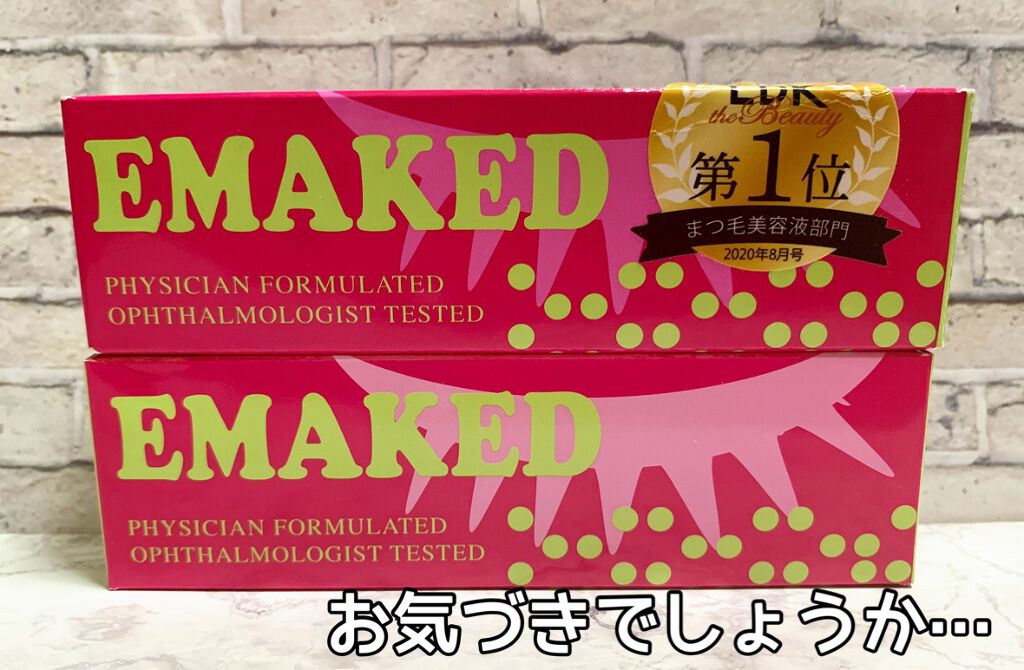 EMAKED
PHYSICIAN FORMULATED
OPHTHALMOLOGIST TESTED
LDK
the Beauty
第1位
まつ毛美容液部門
2020年8月号
EMAKED
PHYSICIAN FORMULATED
OPHTHALMOLOGIST TESTED
お気づきでしょうか…